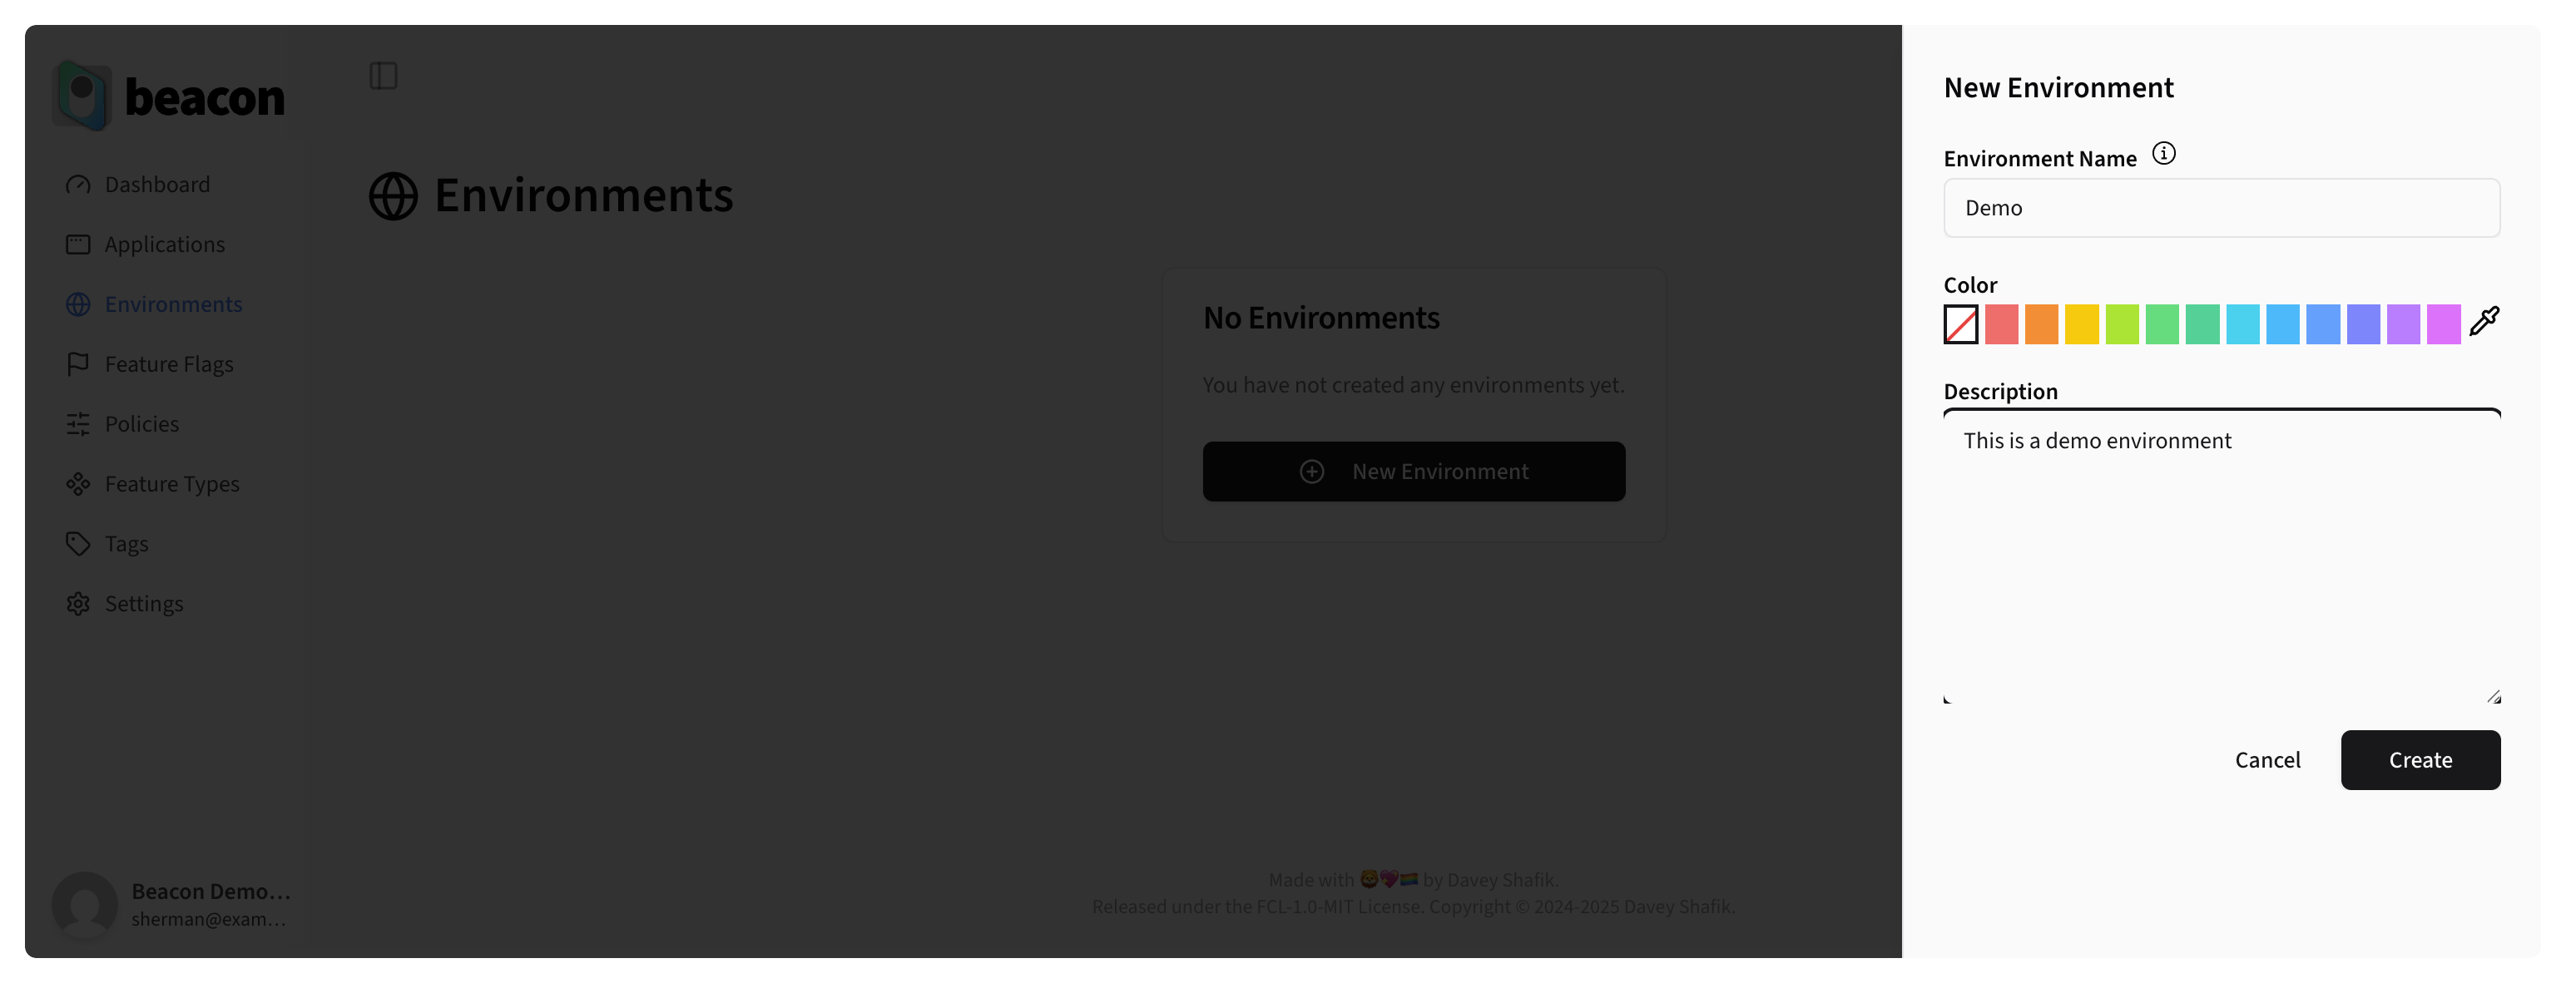 beacon
Dashboard
Applications
Environments
Feature Flags
Policies
Feature Types
Tags
Settings
Beacon Demo...
sherman@exam...
Environments
No Environments
You have not created any environments yet.
New Environment
Made with 🦁💖🏳️‍🌈 by Davey Shafik.
Released under the FCL-1.0-MIT License. Copyright © 2024-2025 Davey Shafik.
New Environment
Environment Name
Demo
Color
Description
This is a demo environment
Cancel
Create